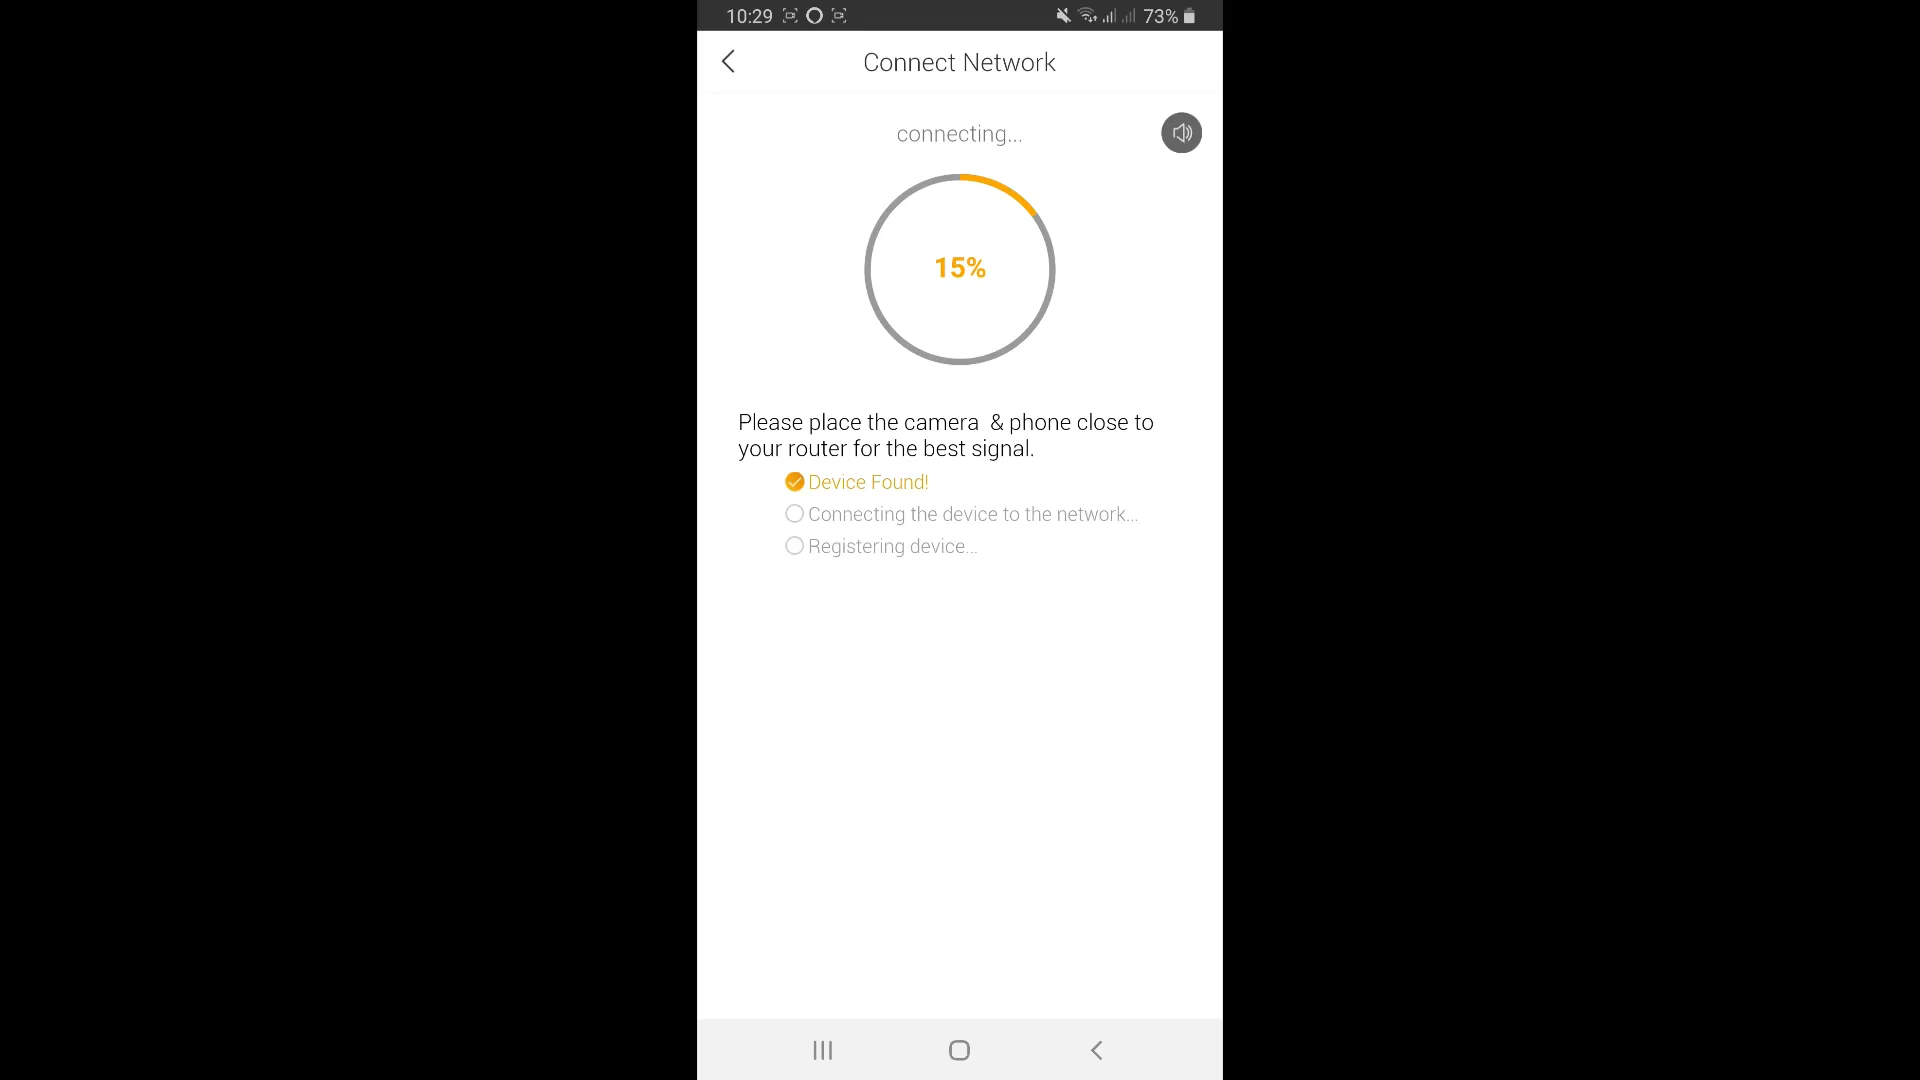 10:29 73%
Connect Network
connecting...
15%
Please place the camera & phone close to
your router for the best signal.
Device Found!
Connecting the device to the network...
Registering device...